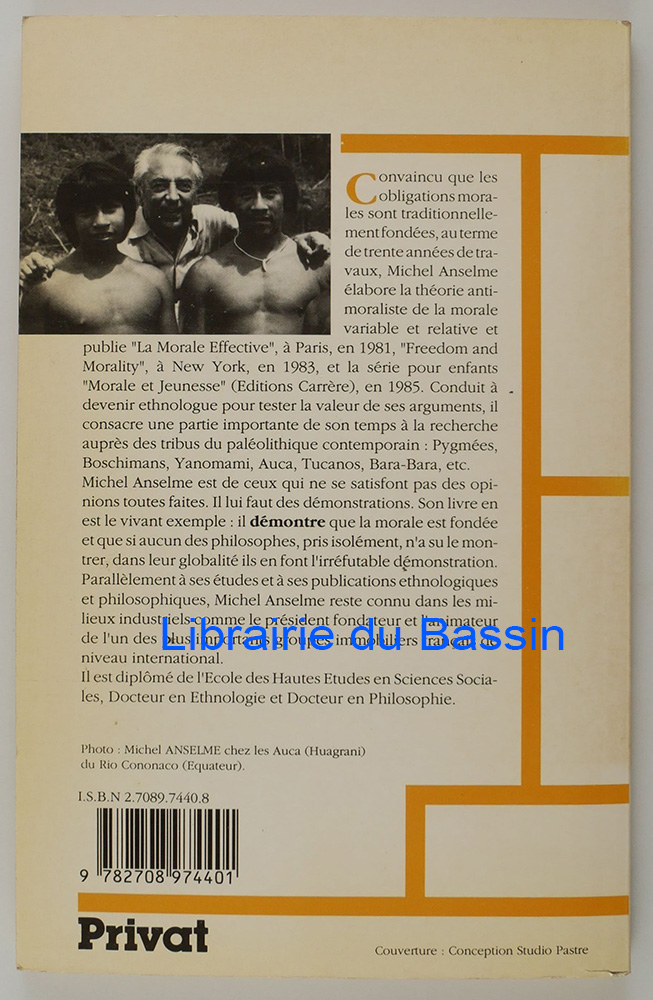 Convaincu que les
obligations mora-
les sont traditionnelle-
ment fondées, au terme
de trente années de tra-
vaux, Michel Anselme
élabore la théorie anti-
moraliste de la morale
variable et relative et
publie "La Morale Effective", à Paris, en 1981, "Freedom and
Morality", à New York, en 1983, et la série pour enfants
"Morale et Jeunesse" (Editions Carrère), en 1985. Conduit à
devenir ethnologue pour tester la valeur de ses arguments, il
consacre une partie importante de son temps à la recherche
auprès des tribus du paléolithique contemporain : Pygmées,
Boschimans, Yanomami, Auca, Tucanos, Bara-Bara, etc.
Michel Anselme est de ceux qui ne se satisfont pas des opi-
nions toutes faites. Il lui faut des démonstrations. Son livre en
est le vivant exemple : il démontre que la morale est fondée
et que si aucun des philosophes, pris isolément, n'a su le mon-
trer, dans leur globalité ils en font l'irréfutable démonstration.
Parallèlement à ses études et à ses publications ethnologiques
et philosophiques, Michel Anselme reste connu dans les mi-
lieux industriels comme le président fondateur et l'animateur
de l'un des plus importants groupes immobiliers français de
niveau international.
Il est diplômé de l'Ecole des Hautes Etudes en Sciences Socia-
les, Docteur en Ethnologie et Docteur en Philosophie.
Librairie du Bassin
Photo : Michel ANSELME chez les Auca (Huagrani)
du Rio Cononaco (Equateur).
I.S.B.N 2.7089.7440.8
9 782708 974401
Privat
Couverture : Conception Studio Pastre